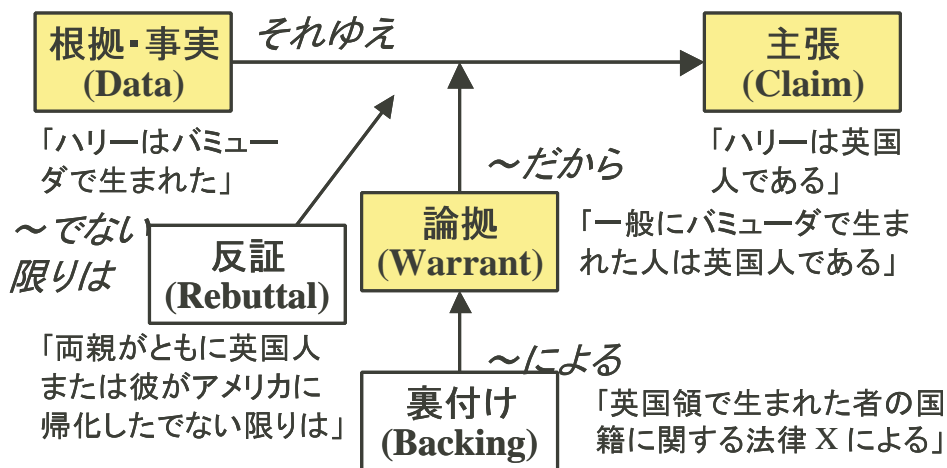 根拠・事実
(Data)
それゆえ
主張
(Claim)
「ハリーはバミュー
ダで生まれた」
「ハリーは英国
人である」
～だから
～でない
限りは
反証
(Rebuttal)
論拠
(Warrant)
「一般にバミューダで生ま
れた人は英国人である」
「両親がともに英国人
または彼がアメリカに
帰化したでない限りは」
～による
裏付け
(Backing)
「英国領で生まれた者の国
籍に関する法律 X による」